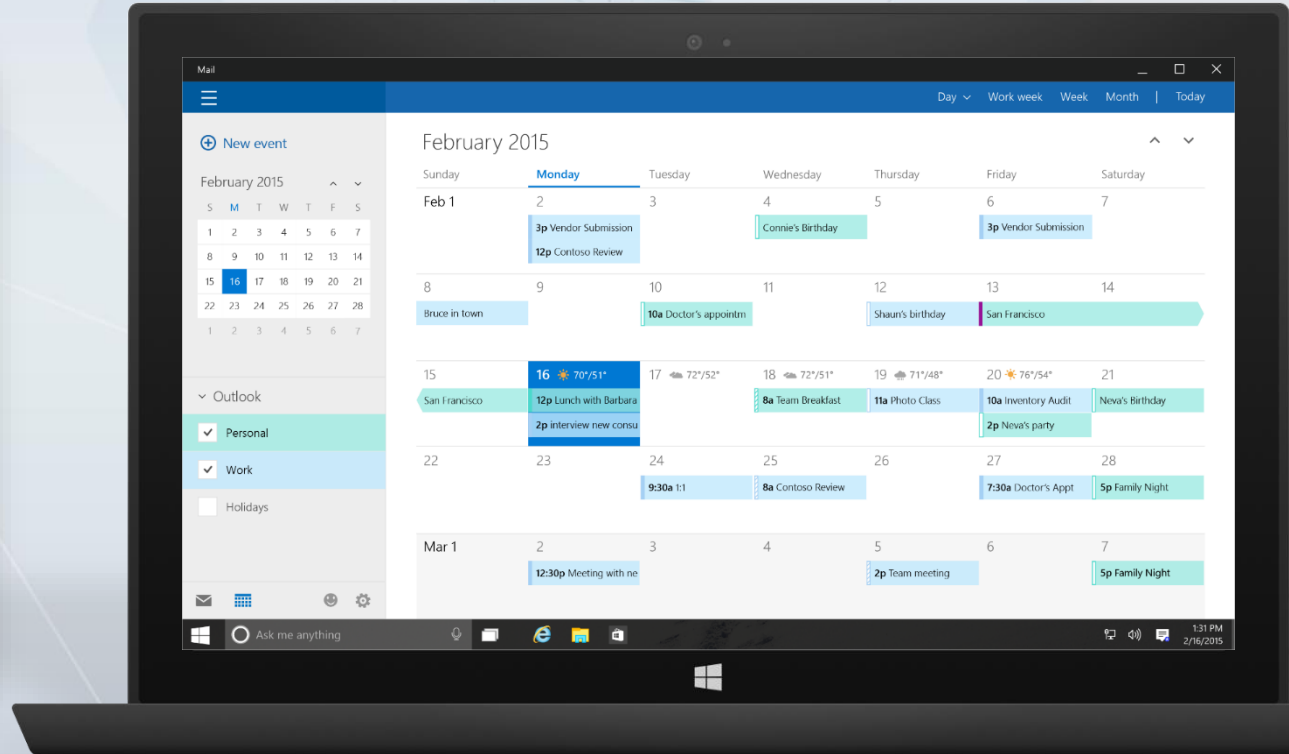 Mail
Day Work week Week Month | Today
New event
February 2015
S M T W T F S
1 2 3 4 5 6 7
8 9 10 11 12 13 14
15 16 17 18 19 20 21
22 23 24 25 26 27 28
1 2 3 4 5 6 7
Outlook
Personal
Work
Holidays
February 2015
Sunday Monday Tuesday Wednesday Thursday Friday Saturday
Feb 1 2 3 4 5 6 7
3p Vendor Submission Connie's Birthday 3p Vendor Submission
12p Contoso Review
8 9 10 11 12 13 14
Bruce in town 10a Doctor's appointm Shaun's birthday San Francisco
15 16 70°/51° 17 72°/52° 18 72°/51° 19 71°/48° 20 76°/54° 21
San Francisco 12p Lunch with Barbara 8a Team Breakfast 11a Photo Class 10a Inventory Audit Neva's Birthday
2p interview new consu 2p Neva's party
22 23 24 25 26 27 28
9:30a 1:1 8a Contoso Review 7:30a Doctor's Appt 5p Family Night
Mar 1 2 3 4 5 6 7
12:30p Meeting with ne 2p Team meeting 5p Family Night
Ask me anything
1:31 PM
2/16/2015